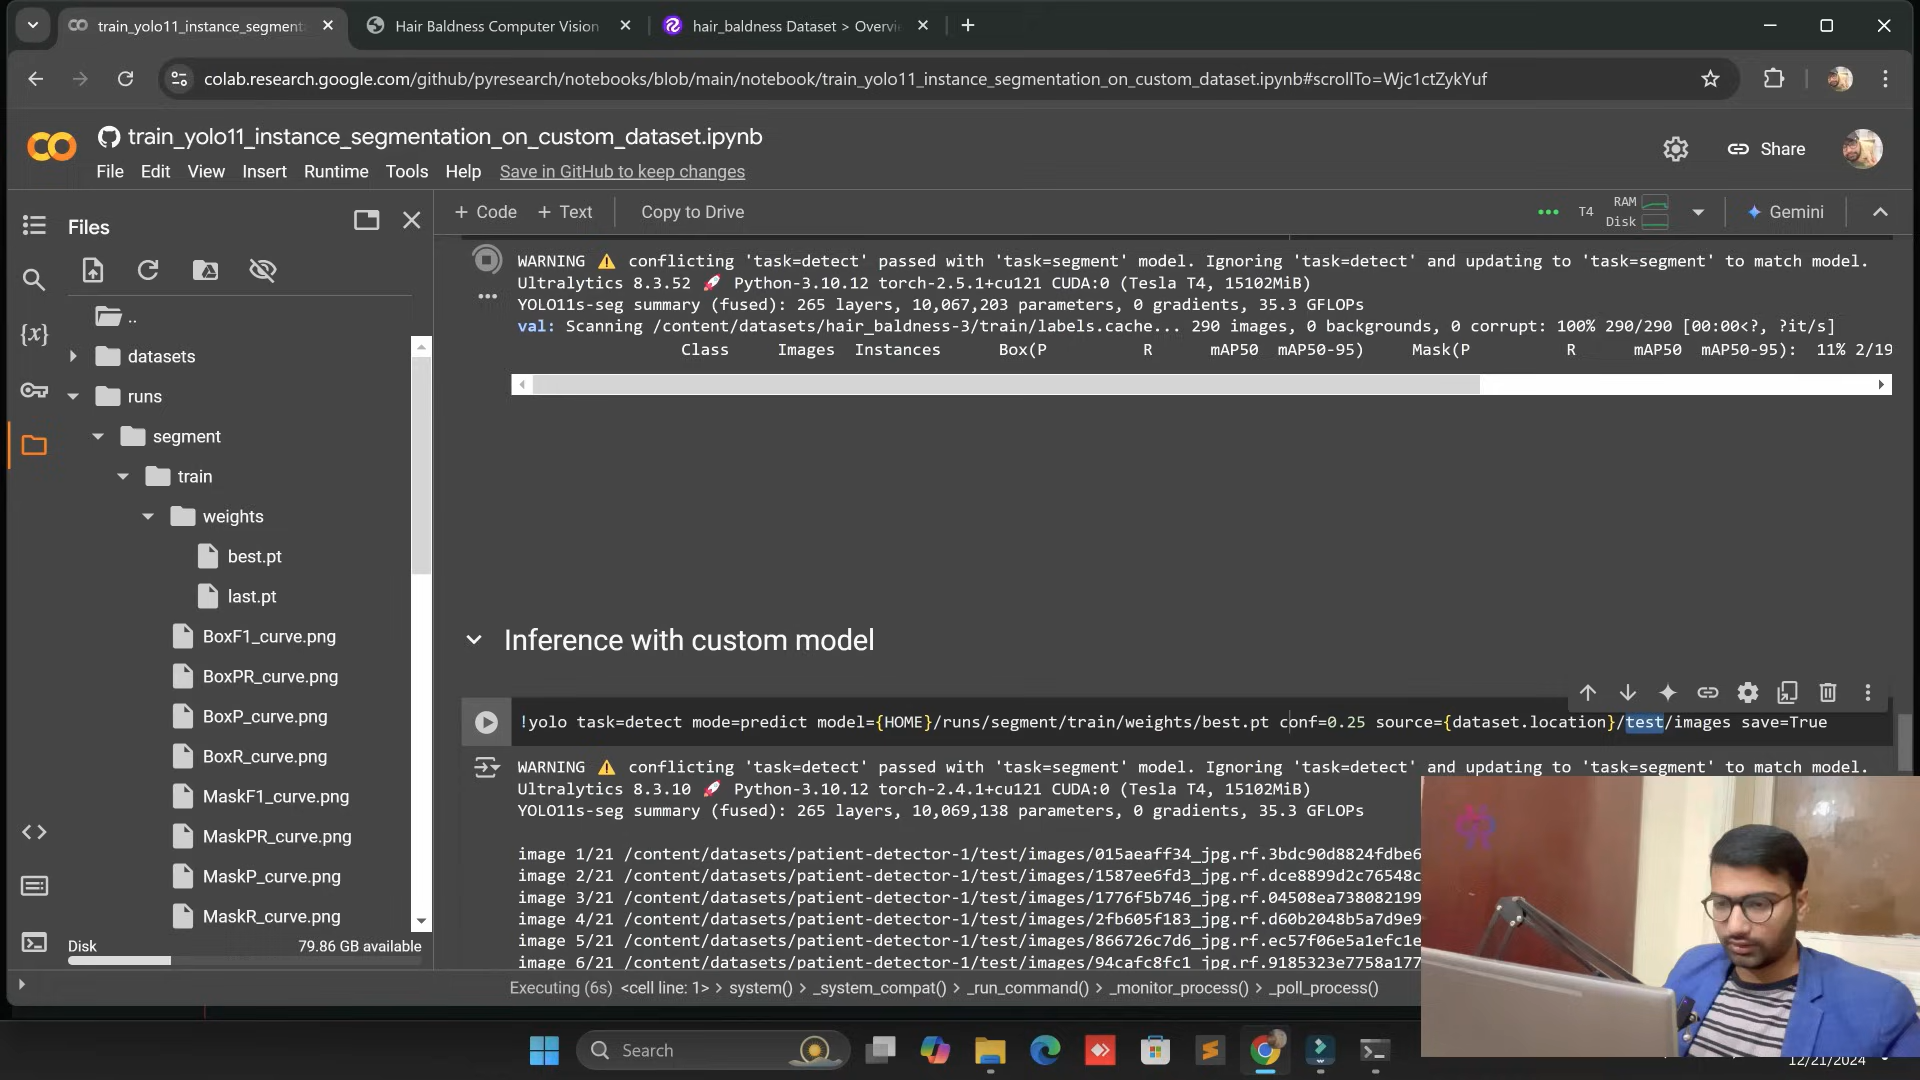 train_yolo11_instance_segment
Hair Baldness Computer Vision
hair_baldness Dataset > Overvi
colab.research.google.com/github/pyresearch/notebooks/blob/main/notebook/train_yolo11_instance_segmentation_on_custom_dataset.ipynb#scrollTo=Wjc1ctZykYuf
train_yolo11_instance_segmentation_on_custom_dataset.ipynb
Share
File Edit View Insert Runtime Tools Help Save in GitHub to keep changes
Files
+ Code + Text Copy to Drive
T4 RAM Disk
Gemini
..
datasets
runs
segment
train
weights
best.pt
last.pt
BoxF1_curve.png
BoxPR_curve.png
BoxP_curve.png
BoxR_curve.png
MaskF1_curve.png
MaskPR_curve.png
MaskP_curve.png
MaskR_curve.png
Disk 79.86 GB available
WARNING ⚠️ conflicting 'task=detect' passed with 'task=segment' model. Ignoring 'task=detect' and updating to 'task=segment' to match model.
Ultralytics 8.3.52 🚀 Python-3.10.12 torch-2.5.1+cu121 CUDA:0 (Tesla T4, 15102MiB)
YOLO11s-seg summary (fused): 265 layers, 10,067,203 parameters, 0 gradients, 35.3 GFLOPs
val: Scanning /content/datasets/hair_baldness-3/train/labels.cache... 290 images, 0 backgrounds, 0 corrupt: 100% 290/290 [00:00<?, ?it/s]
Class Images Instances Box(P R mAP50 mAP50-95) Mask(P R mAP50 mAP50-95): 11% 2/19
Inference with custom model
!yolo task=detect mode=predict model={HOME}/runs/segment/train/weights/best.pt conf=0.25 source={dataset.location}/test/images save=True
WARNING ⚠️ conflicting 'task=detect' passed with 'task=segment' model. Ignoring 'task=detect' and updating to 'task=segment' to match model.
Ultralytics 8.3.10 🚀 Python-3.10.12 torch-2.4.1+cu121 CUDA:0 (Tesla T4, 15102MiB)
YOLO11s-seg summary (fused): 265 layers, 10,069,138 parameters, 0 gradients, 35.3 GFLOPs
image 1/21 /content/datasets/patient-detector-1/test/images/015aeaff34_jpg.rf.3bdc90d8824fdbe6
image 2/21 /content/datasets/patient-detector-1/test/images/1587ee6fd3_jpg.rf.dce8899d2c76548c
image 3/21 /content/datasets/patient-detector-1/test/images/1776f5b746_jpg.rf.04508ea738082199
image 4/21 /content/datasets/patient-detector-1/test/images/2fb605f183_jpg.rf.d60b2048b5a7d9e9
image 5/21 /content/datasets/patient-detector-1/test/images/866726c7d6_jpg.rf.ec57f06e5a1efc1e
image 6/21 /content/datasets/patient-detector-1/test/images/94cafc8fc1_jpg.rf.9185323e7758a177
Executing (6s) <cell line: 1> > system() > _system_compat() > _run_command() > _monitor_process() > _poll_process()
Search
12/21/2024